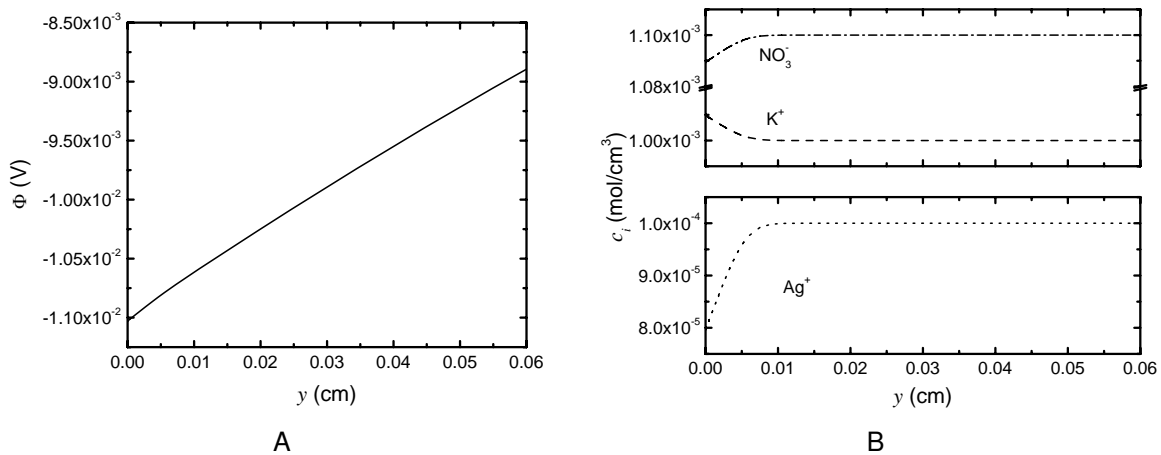 -8.50x10⁻³
-9.00x10⁻³
-9.50x10⁻³
-1.00x10⁻²
-1.05x10⁻²
-1.10x10⁻²
Φ (V)
0.00 0.01 0.02 0.03 0.04 0.05 0.06
y (cm)
A
1.10x10⁻³
1.08x10⁻³
1.00x10⁻³
NO₃⁻
K⁺
cᵢ (mol/cm³)
1.0x10⁻⁴
9.0x10⁻⁵
8.0x10⁻⁵
Ag⁺
0.00 0.01 0.02 0.03 0.04 0.05 0.06
y (cm)
B